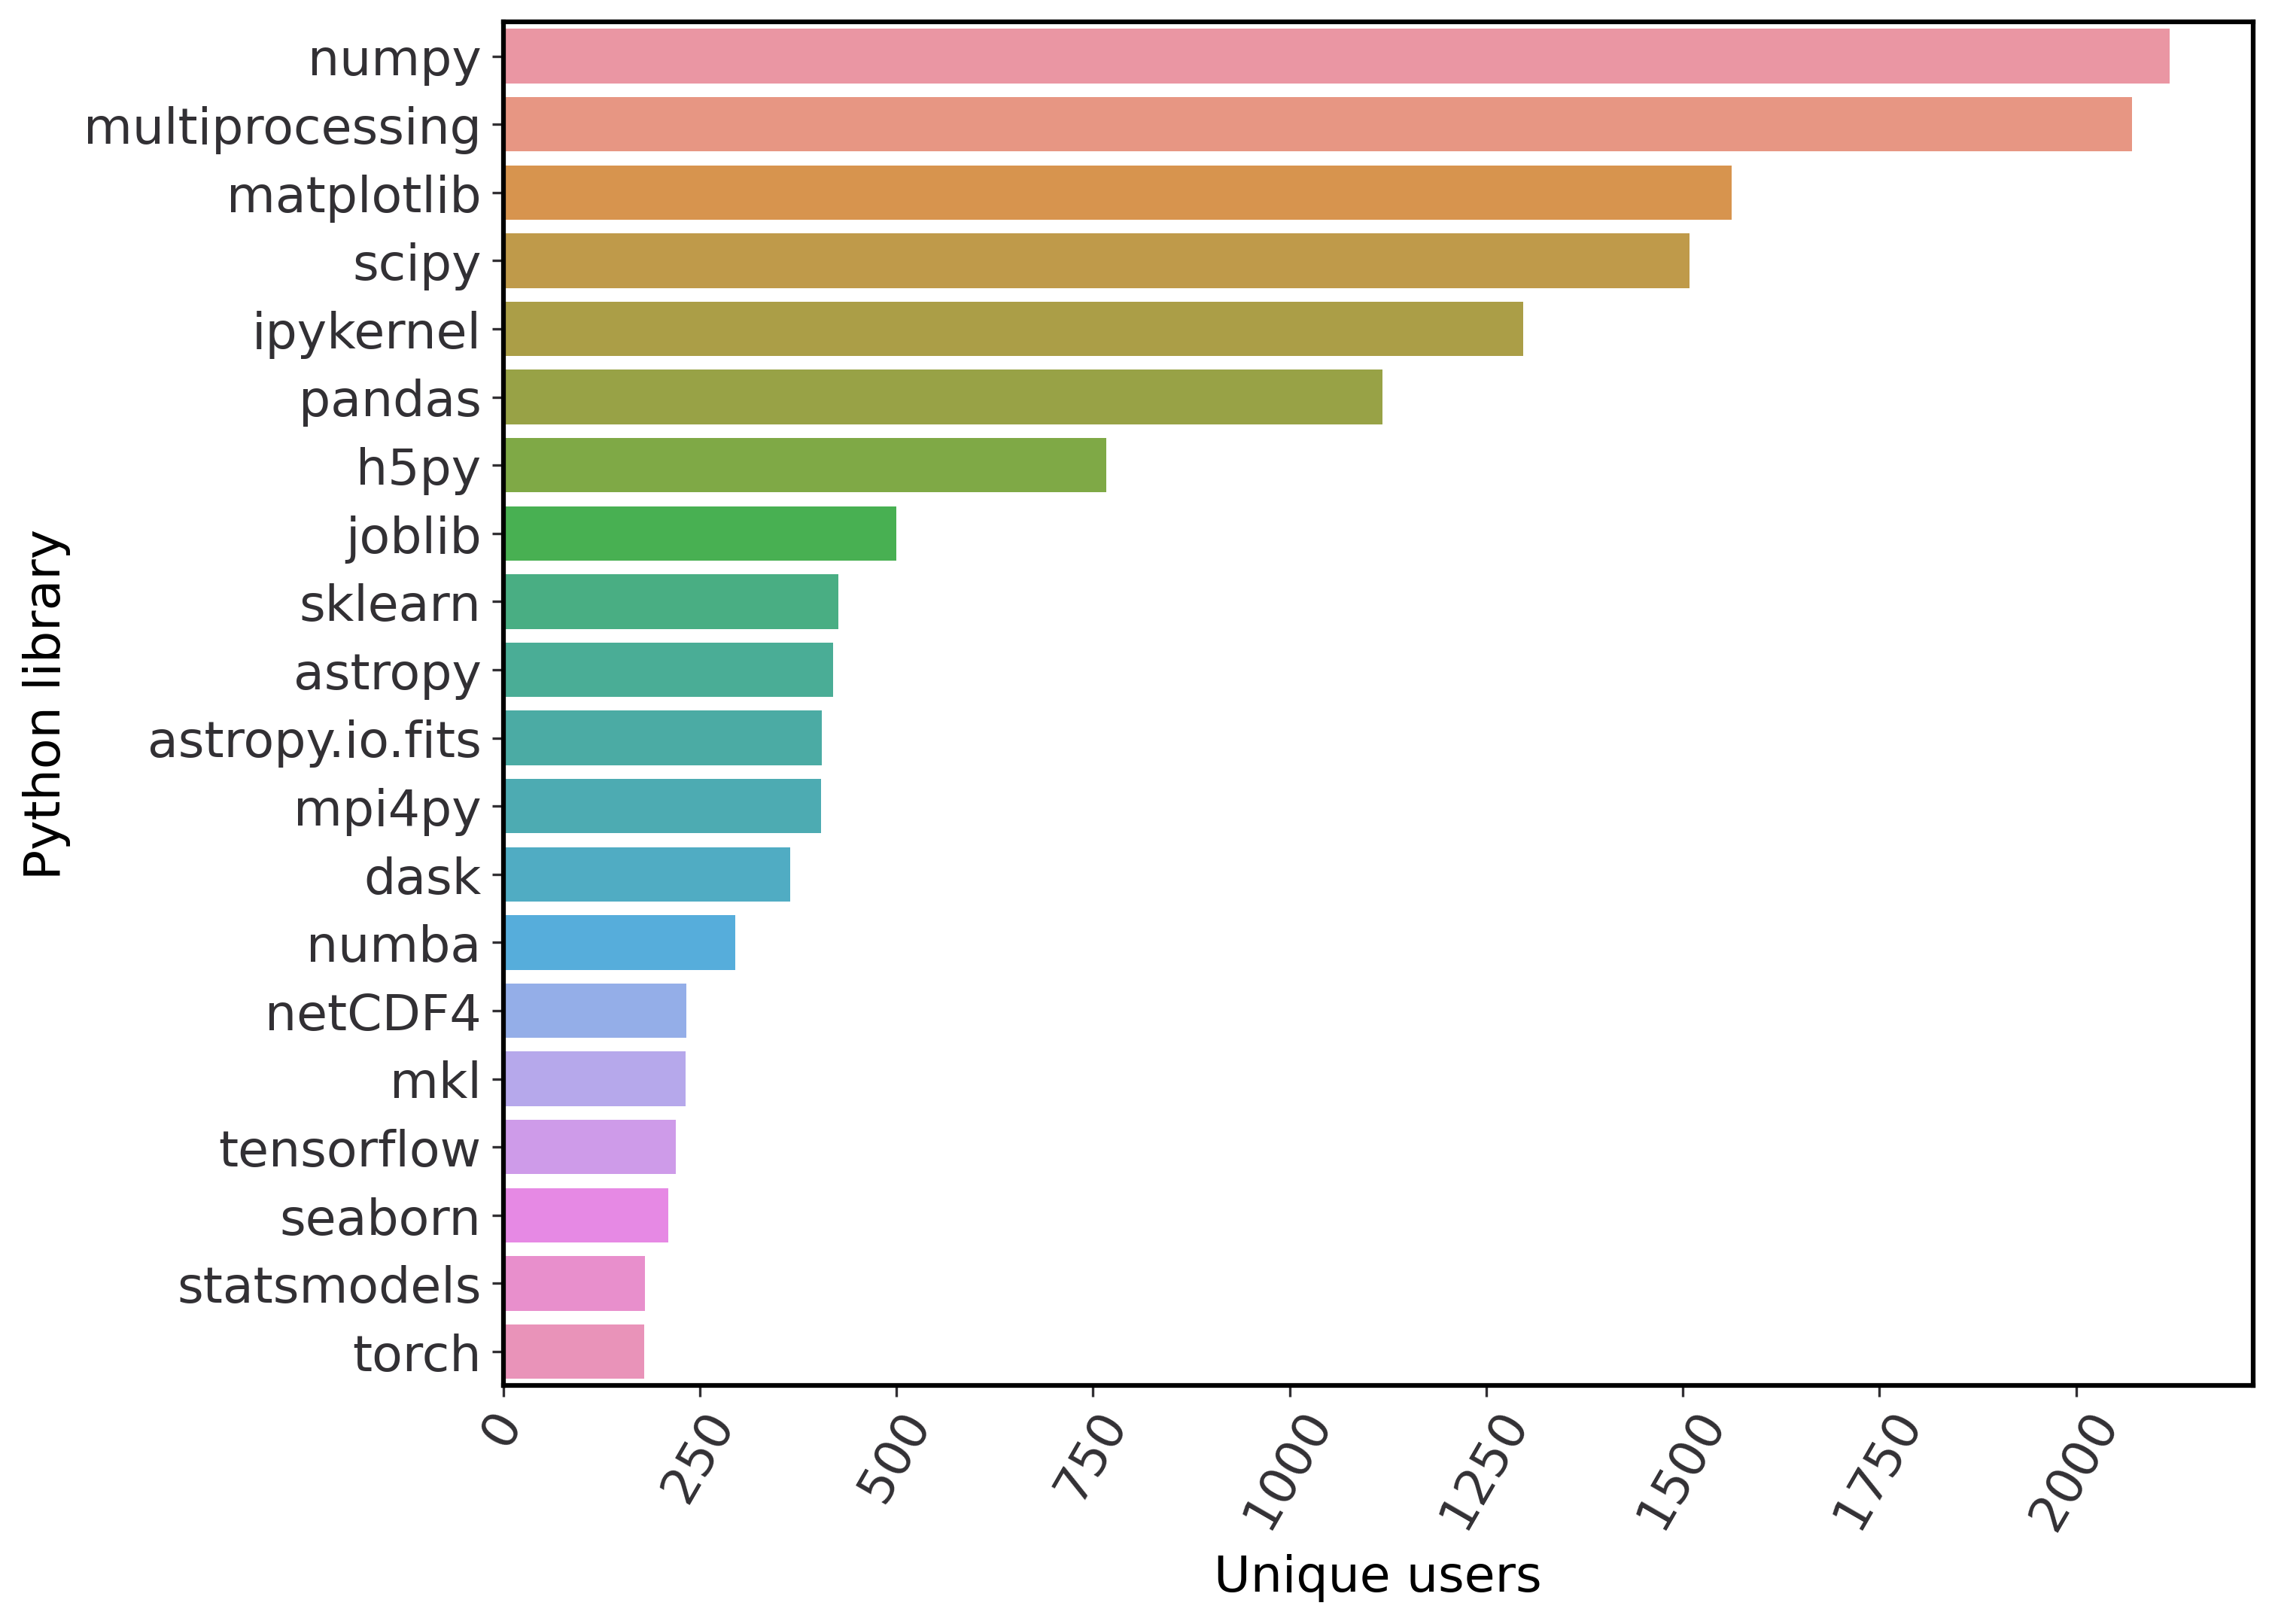 numpy
multiprocessing
matplotlib
scipy
ipykernel
pandas
h5py
joblib
sklearn
astropy
astropy.io.fits
mpi4py
dask
numba
netCDF4
mkl
tensorflow
seaborn
statsmodels
torch
Python library
0 250 500 750 1000 1250 1500 1750 2000
Unique users